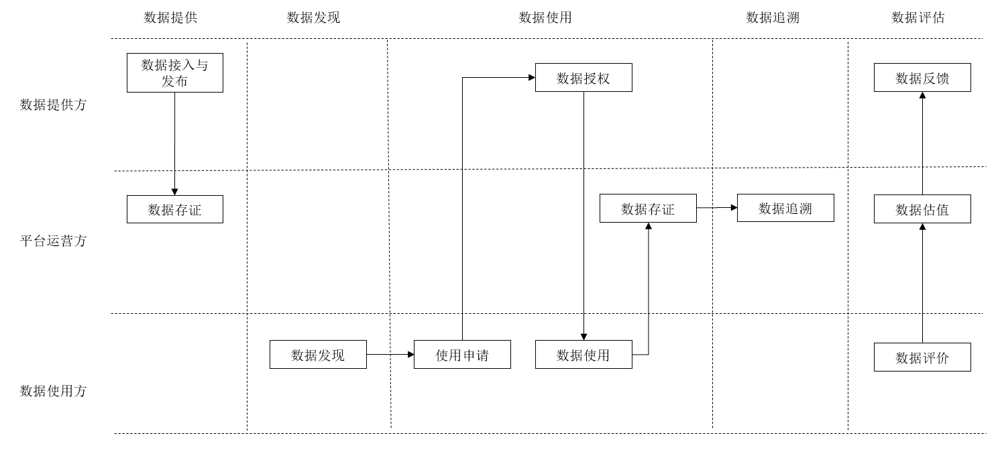 数据提供
数据发现
数据使用
数据追溯
数据评估
数据接入与
发布
数据授权
数据反馈
数据提供方
数据存证
数据存证
数据追溯
数据估值
平台运营方
数据发现
使用申请
数据使用
数据评价
数据使用方